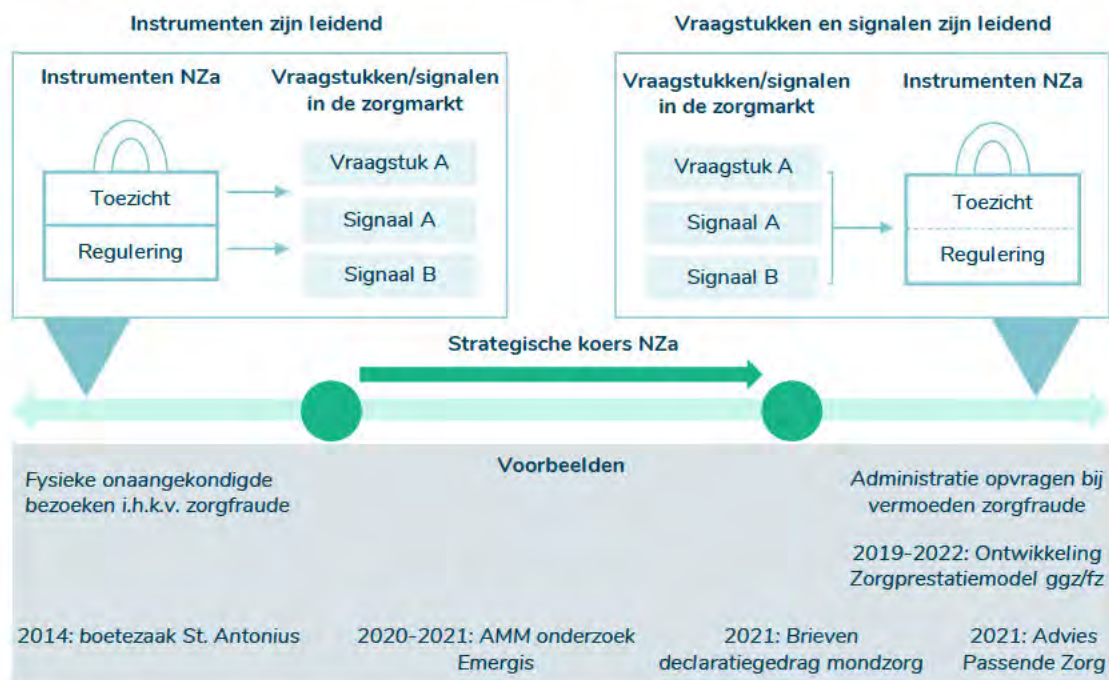 Instrumenten zijn leidend
Instrumenten NZa
Vraagstukken/signalen
in de zorgmarkt
Toezicht
Regulering
Vraagstuk A
Signaal A
Signaal B
Vraagstukken en signalen zijn leidend
Vraagstukken/signalen
in de zorgmarkt
Instrumenten NZa
Vraagstuk A
Signaal A
Signaal B
Toezicht
Regulering
Strategische koers NZa
Voorbeelden
Fysieke onaangekondigde
bezoeken i.h.k.v. zorgfraude
Administratie opvragen bij
vermoeden zorgfraude
2019-2022: Ontwikkeling
Zorgprestatiemodel ggz/fz
2014: boetezaak St. Antonius
2020-2021: AMM onderzoek
Emergis
2021: Brieven
declaratiegedrag mondzorg
2021: Advies
Passende Zorg